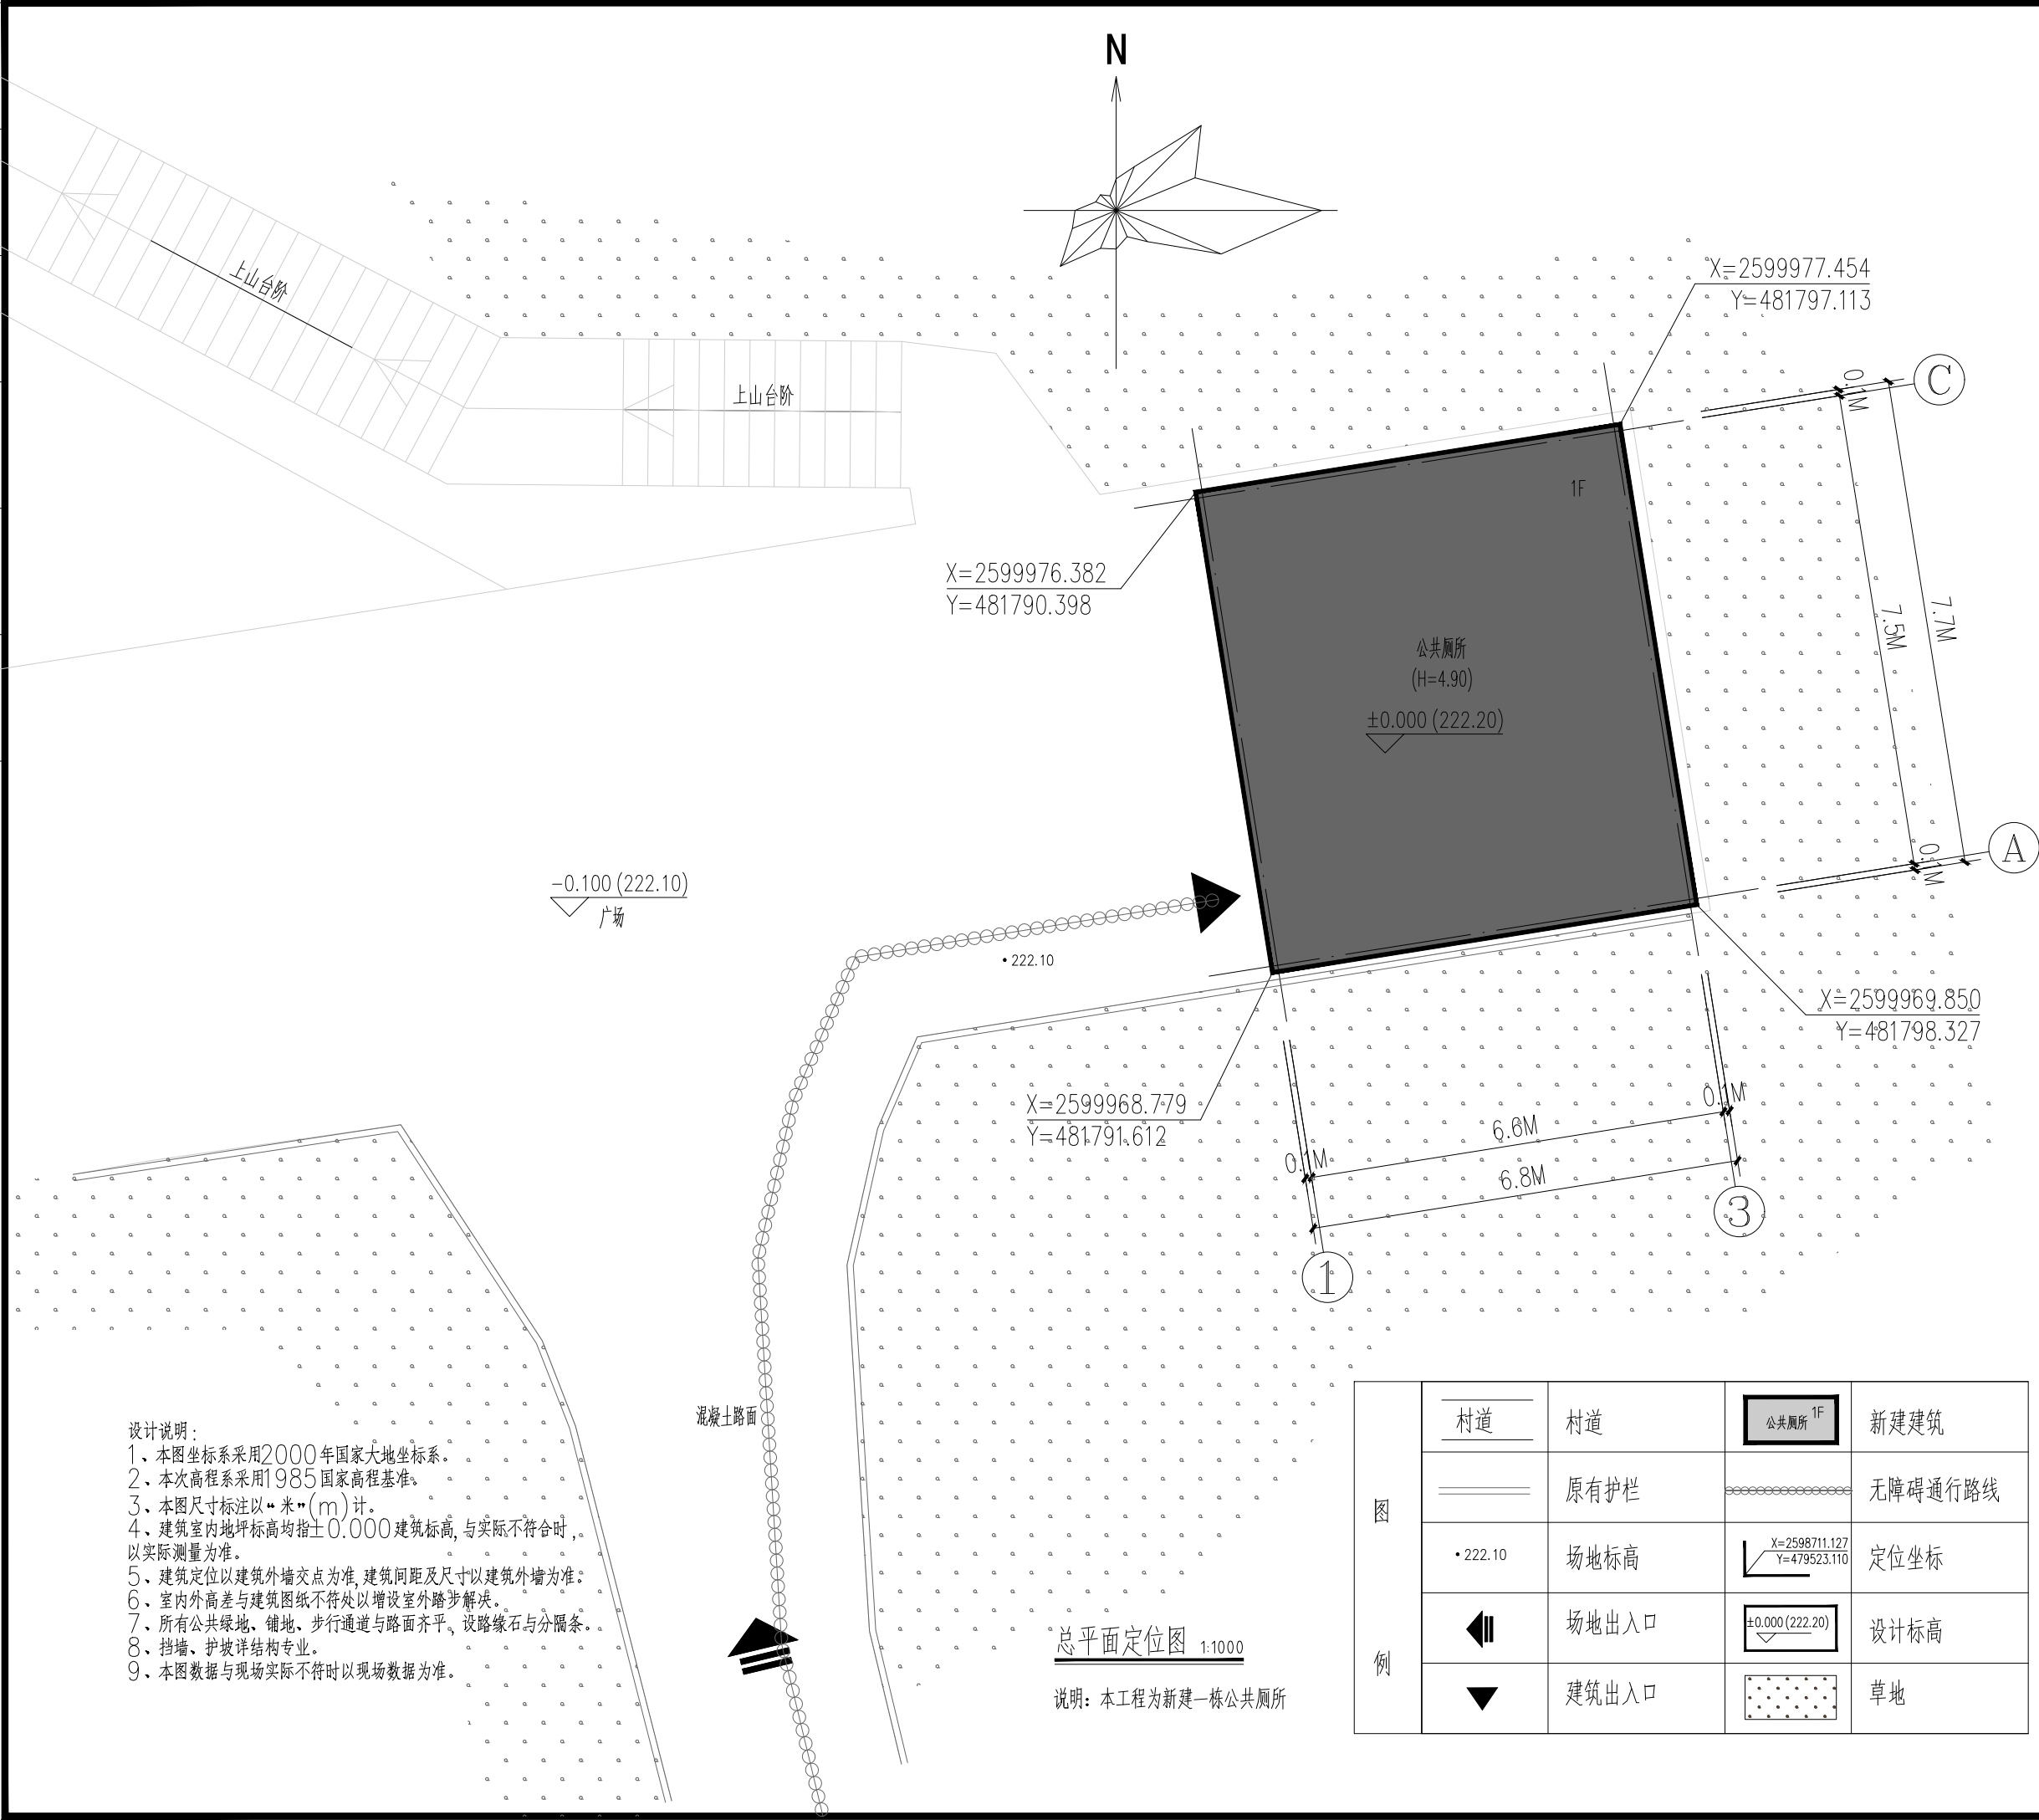 N
上山台阶
上山台阶
X=2599977.454
Y=481797.113
C
0.1M
1F
X=2599976.382
Y=481790.398
7.5M
7.7M
公共厕所
(H=4.90)
±0.000 (222.20)
0.1M
A
-0.100 (222.10)
广场
•222.10
X=2599969.850
Y=481798.327
X=2599968.779
Y=481791.612
0.1M
6.6M
0.1M
6.8M
3
1
混凝土路面
设计说明：
1、本图坐标系采用2000年国家大地坐标系。
2、本次高程系采用1985国家高程基准。
3、本图尺寸标注以“米”(m)计。
4、建筑室内地坪标高均指±0.000建筑标高,与实际不符合时,
以实际测量为准。
5、建筑定位以建筑外墙交点为准,建筑间距及尺寸以建筑外墙为准。
6、室内外高差与建筑图纸不符处以增设室外踏步解决。
7、所有公共绿地、铺地、步行通道与路面齐平，设路缘石与分隔条。
8、挡墙、护坡详结构专业。
9、本图数据与现场实际不符时以现场数据为准。
总平面定位图 1:1000
说明：本工程为新建一栋公共厕所
图例
村道 村道 公共厕所 1F 新建建筑
原有护栏 无障碍通行路线
•222.10 场地标高 X=2598711.127 Y=479523.110 定位坐标
场地出入口 ±0.000 (222.20) 设计标高
建筑出入口 草地